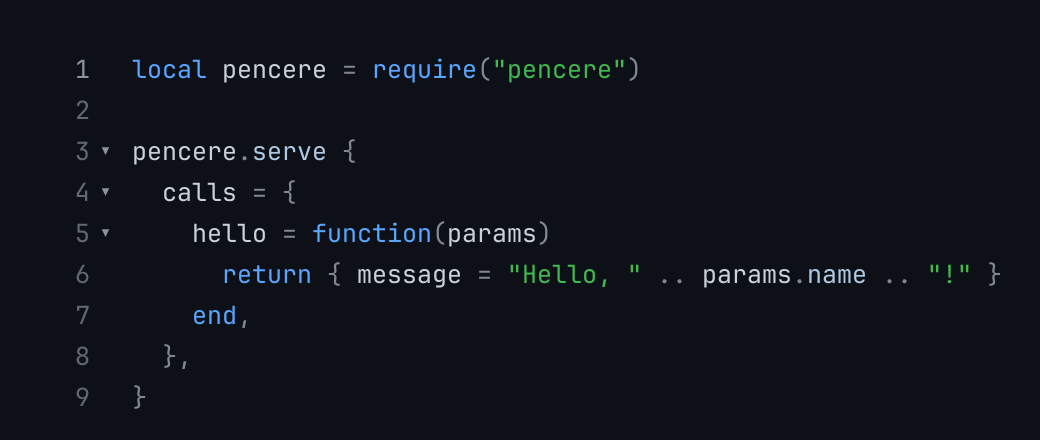 1 local pencere = require("pencere")
2
3 pencere.serve {
4   calls = {
5     hello = function(params)
6       return { message = "Hello, " .. params.name .. "!" }
7     end,
8   },
9 }